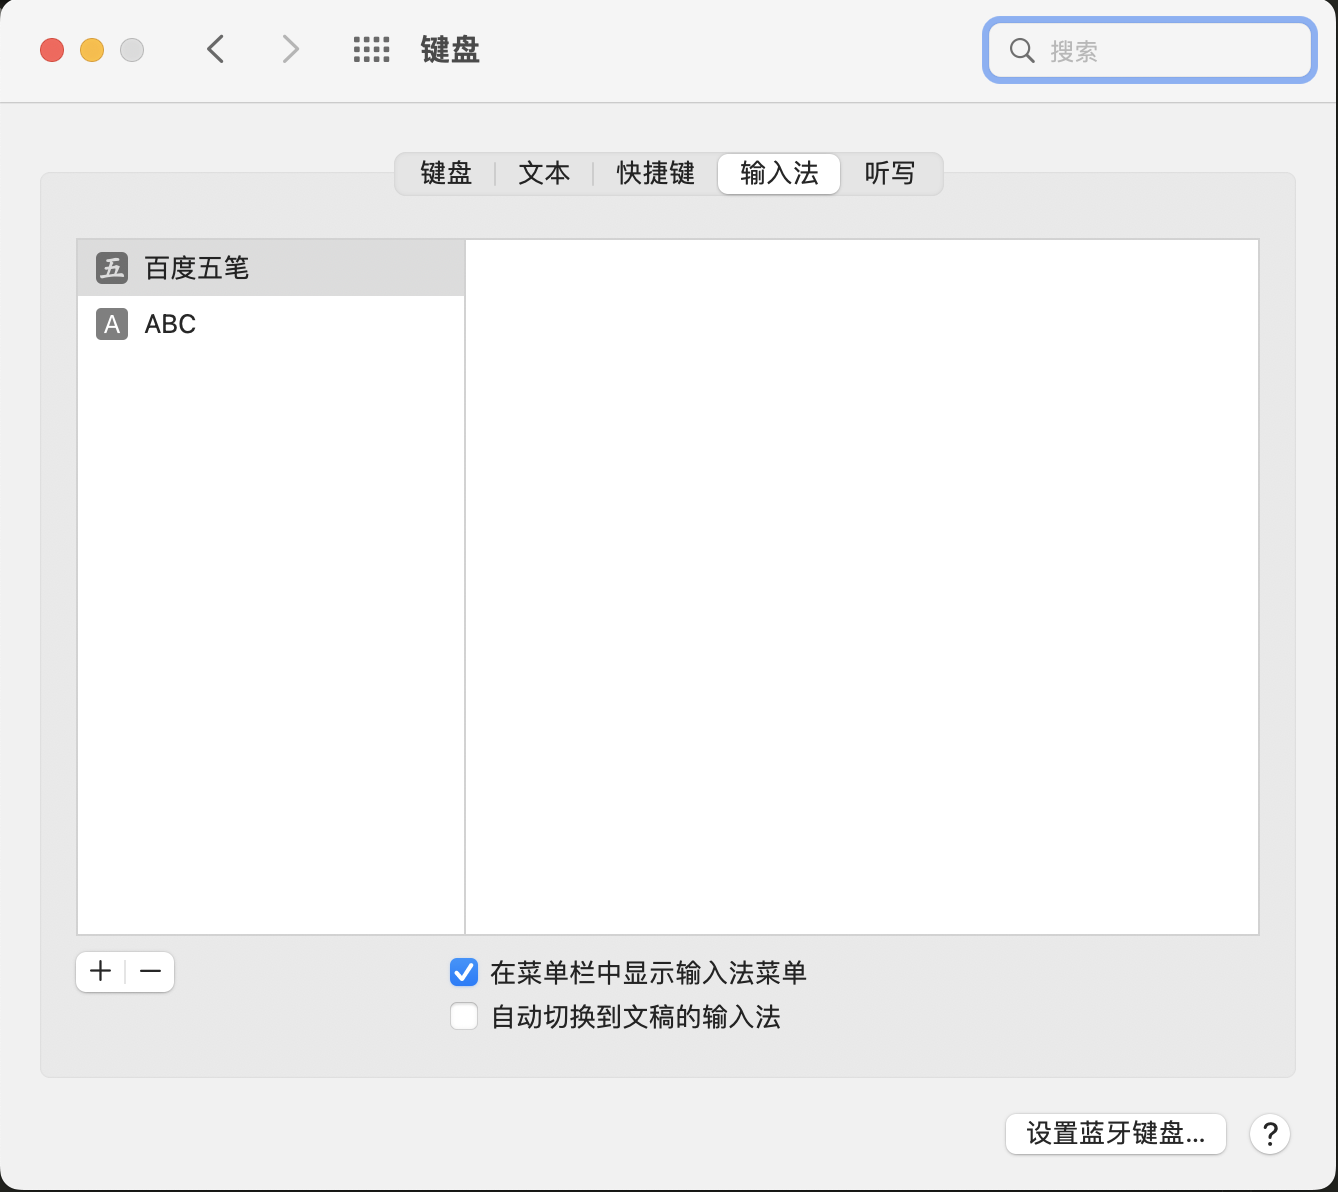 键盘
搜索
键盘 文本 快捷键 输入法 听写
五 百度五笔
A ABC
在菜单栏中显示输入法菜单
自动切换到文稿的输入法
设置蓝牙键盘... ?